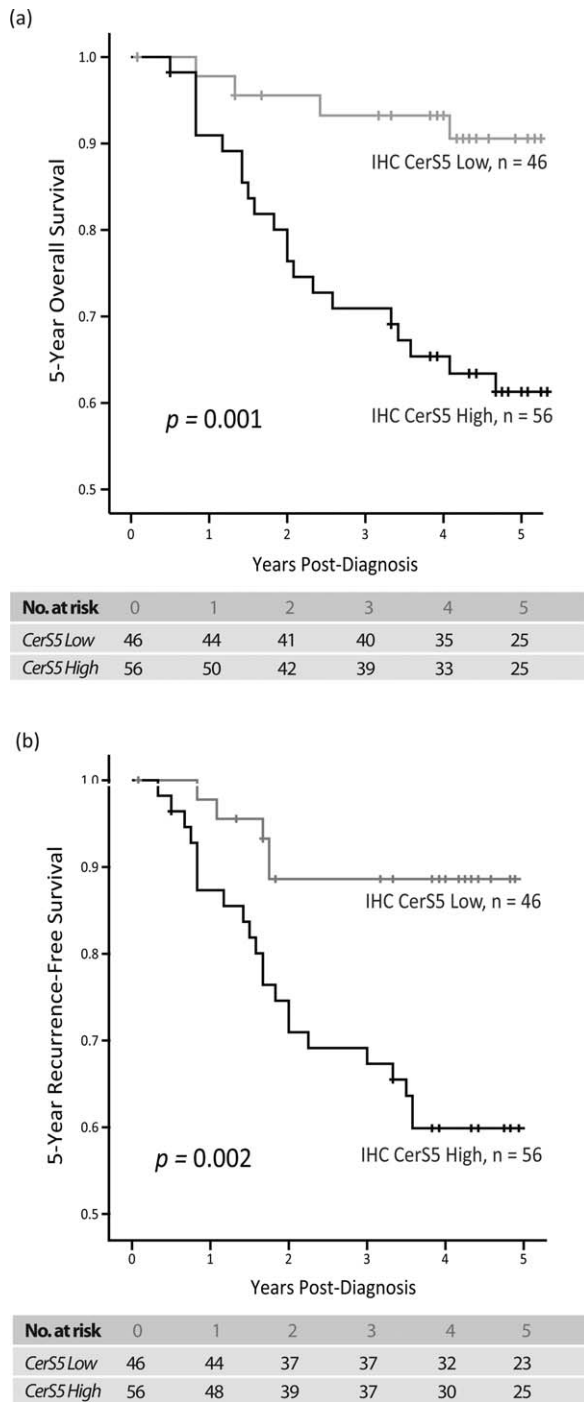 (a)
1.0
0.9
0.8
0.7
0.6
0.5
5-Year Overall Survival
IHC CerS5 Low, n = 46
IHC CerS5 High, n = 56
p = 0.001
0 1 2 3 4 5
Years Post-Diagnosis
No. at risk 0 1 2 3 4 5
CerS5 Low 46 44 41 40 35 25
CerS5 High 56 50 42 39 33 25
(b)
1.0
0.9
0.8
0.7
0.6
0.5
5-Year Recurrence-Free Survival
IHC CerS5 Low, n = 46
IHC CerS5 High, n = 56
p = 0.002
0 1 2 3 4 5
Years Post-Diagnosis
No. at risk 0 1 2 3 4 5
CerS5 Low 46 44 37 37 32 23
CerS5 High 56 48 39 37 30 25